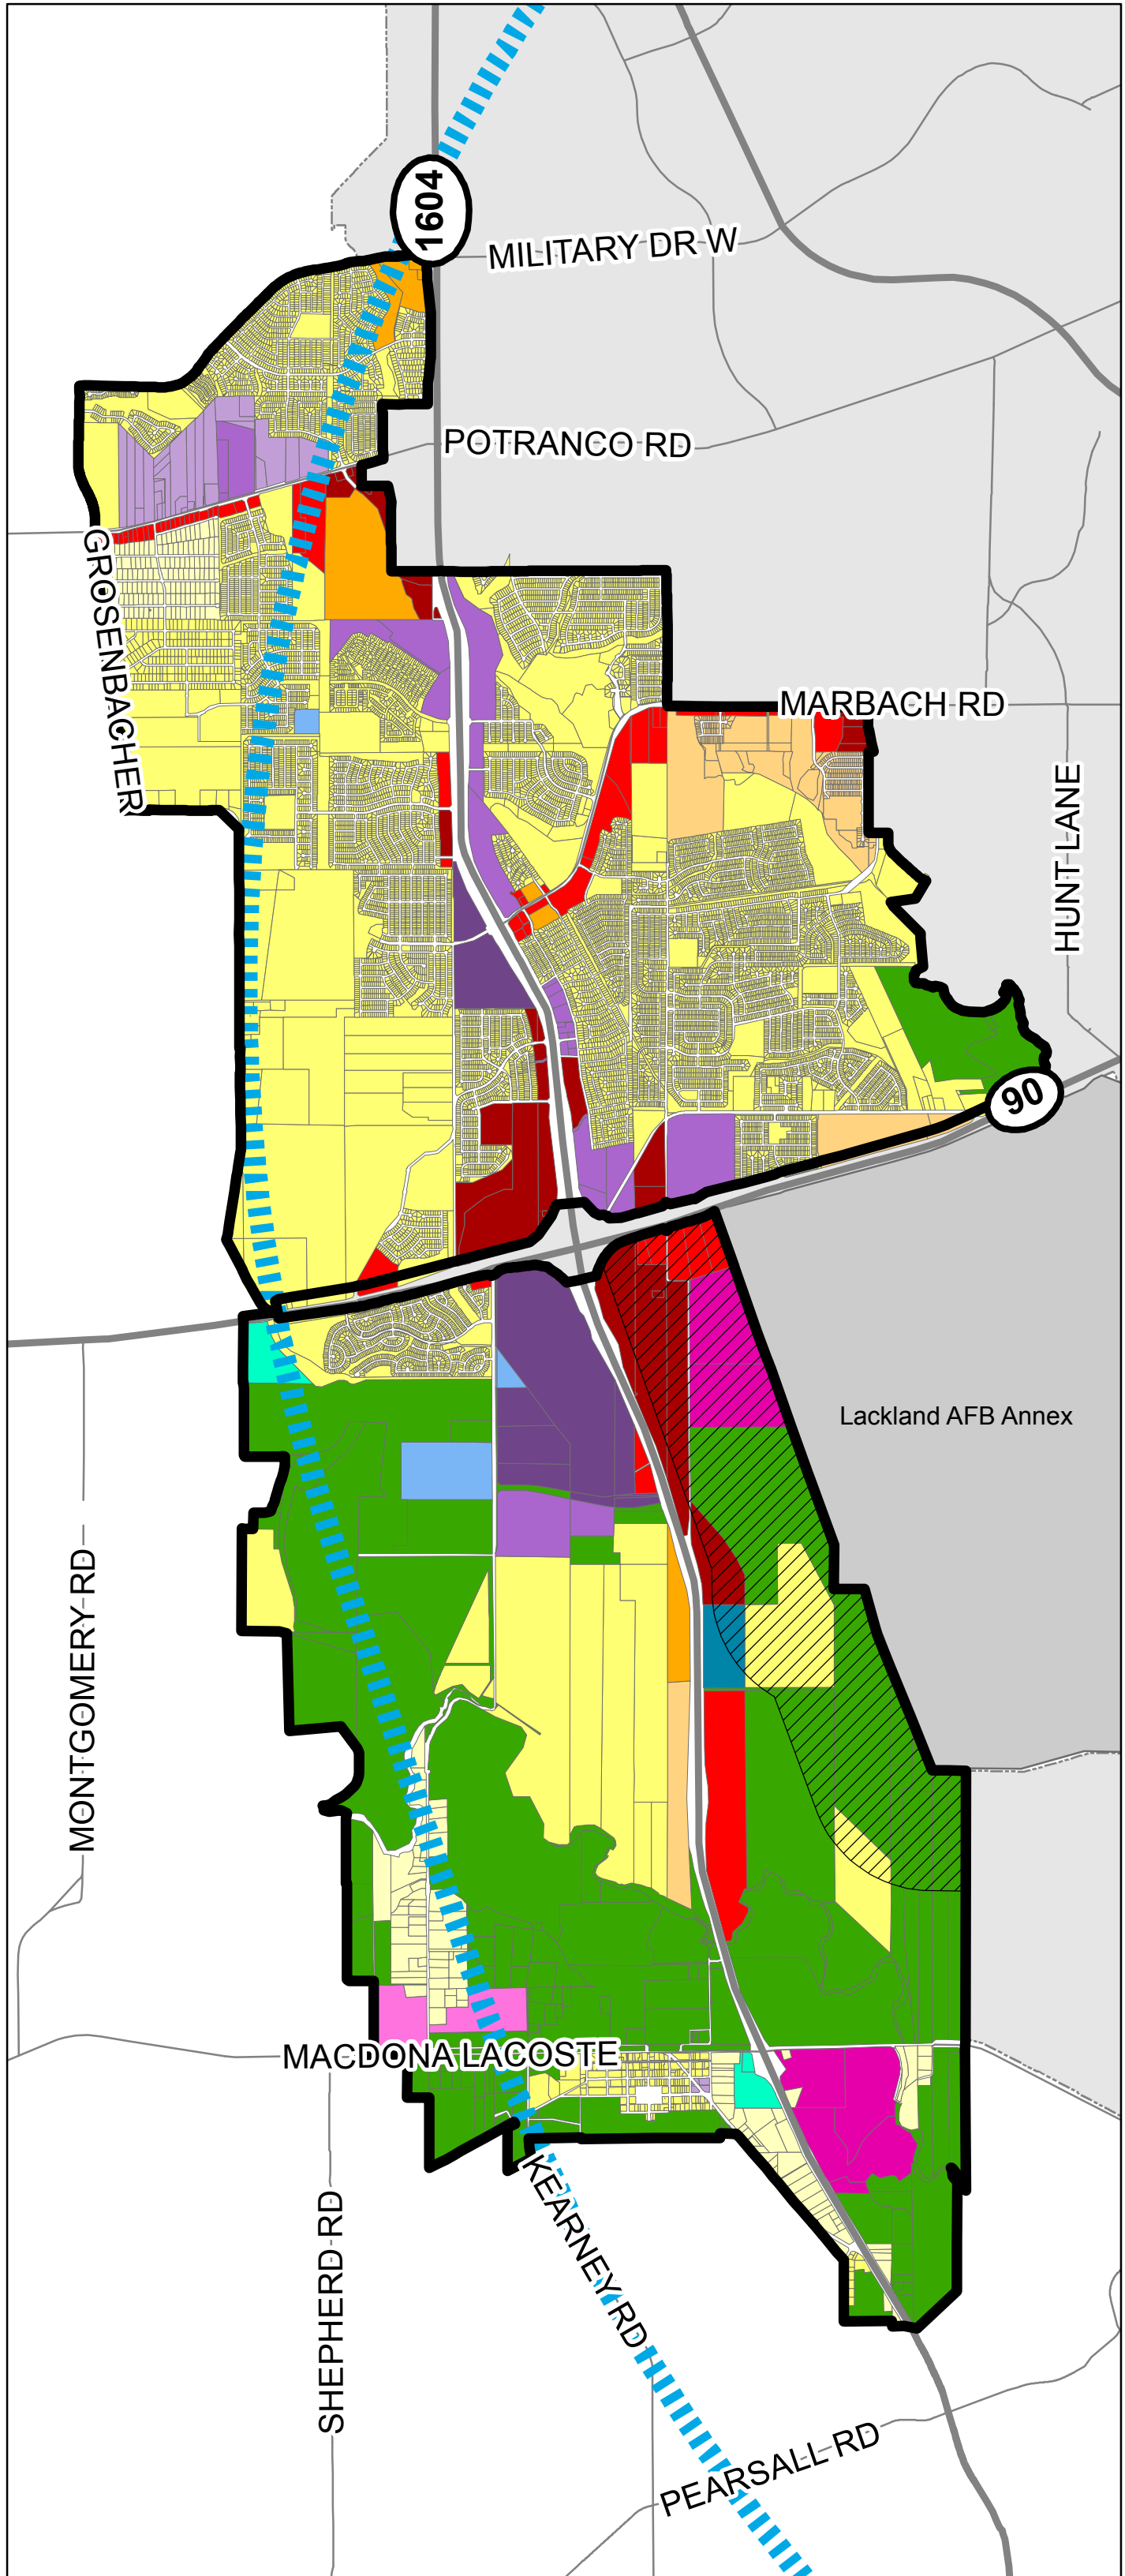 1604
MILITARY DR W
POTRANCO RD
GROSENBACHER
MARBACH RD
HUNT LANE
90
Lackland AFB Annex
MONTGOMERY RD
MACDONA LACOSTE
KEARNEY RD
SHEPHERD RD
PEARSALL RD